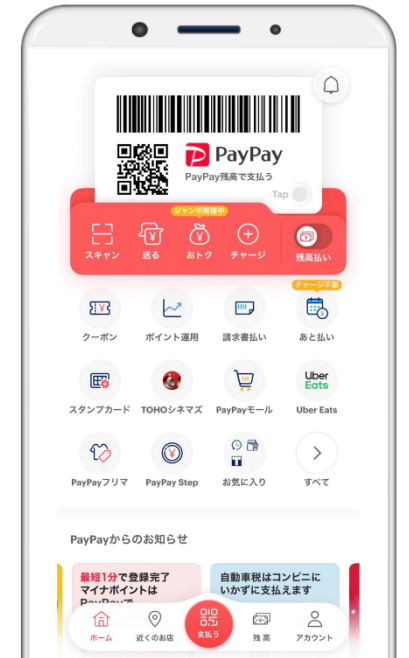 PayPay
PayPay残高で支払う
Tap
ジャンボ開催中
スキャン 送る おトク チャージ 残高払い
チャージ不要
クーポン ポイント運用 請求書払い あと払い
Uber
Eats
スタンプカード TOHOシネマズ PayPayモール Uber Eats
PayPayフリマ PayPay Step お気に入り すべて
PayPayからのお知らせ
最短1分で登録完了
マイナポイントは
PayPayで
自動車税はコンビニに
いかずに支払えます
ホーム 近くのお店 支払う 残高 アカウント